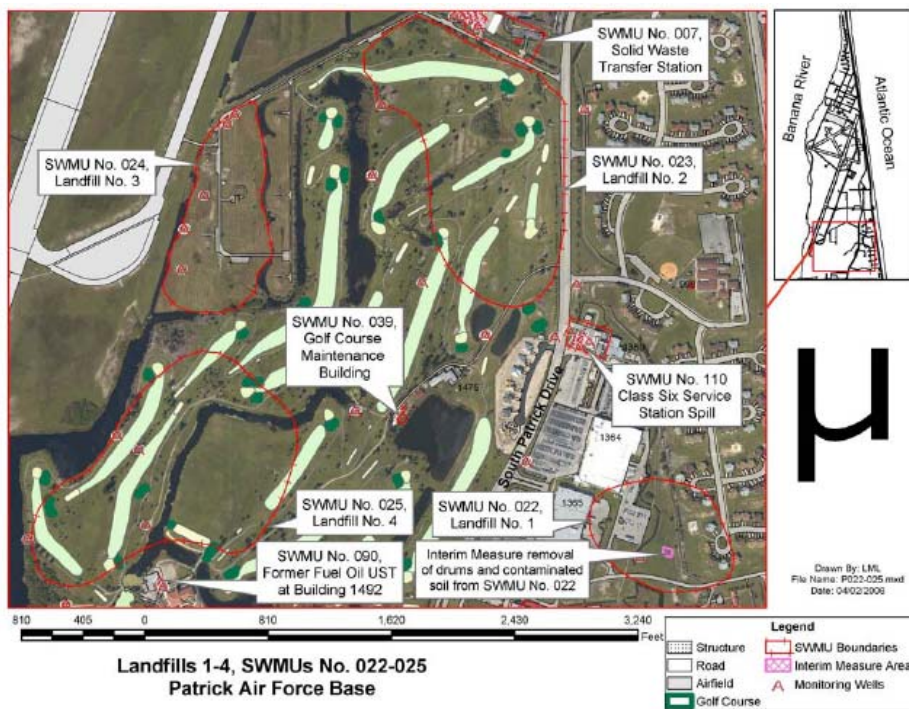 SWMU No. 007,
Solid Waste
Transfer Station
SWMU No. 024,
Landfill No. 3
SWMU No. 023,
Landfill No. 2
SWMU No. 039,
Golf Course
Maintenance
Building
1476
SWMU No. 110
Class Six Service
Station Spill
South Patrick Drive
1364
1365
SWMU No. 025,
Landfill No. 4
SWMU No. 022,
Landfill No. 1
SWMU No. 090,
Former Fuel Oil UST
at Building 1492
Interim Measure removal
of drums and contaminated
soil from SWMU No. 022
Banana River
Atlantic Ocean
μ
Drawn By: LML
File Name: P022-025.mxd
Date: 04/02/2008
810 405 0 810 1,620 2,430 3,240
Feet
Landfills 1-4, SWMUs No. 022-025
Patrick Air Force Base
Legend
Structure
Road
Airfield
Golf Course
SWMU Boundaries
Interim Measure Area
Monitoring Wells